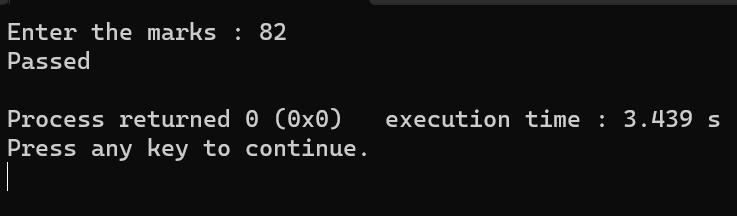 Enter the marks : 82
Passed
Process returned 0 (0x0)   execution time : 3.439 s
Press any key to continue.